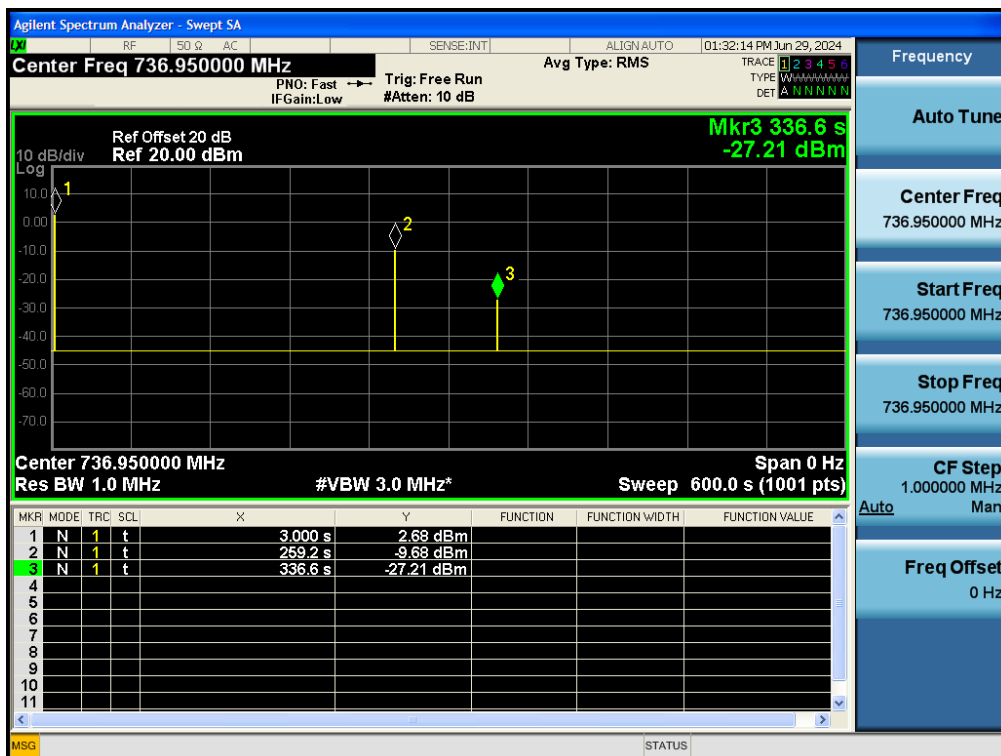 Agilent Spectrum Analyzer - Swept SA
LXI RF 50 Ω AC SENSE:INT ALIGN AUTO 01:32:14 PM Jun 29, 2024
Center Freq 736.950000 MHz
PNO: Fast
IFGain:Low
Trig: Free Run
#Atten: 10 dB
Avg Type: RMS
TRACE 1 2 3 4 5 6
TYPE W
DET A N N N N N
Mkr3 336.6 s
-27.21 dBm
Ref Offset 20 dB
10 dB/div Ref 20.00 dBm
Log
10.0
0.00
-10.0
-20.0
-30.0
-40.0
-50.0
-60.0
-70.0
1
2
3
Center 736.950000 MHz Span 0 Hz
Res BW 1.0 MHz #VBW 3.0 MHz* Sweep 600.0 s (1001 pts)
MKR MODE TRC SCL X Y FUNCTION FUNCTION WIDTH FUNCTION VALUE
1 N 1 t 3.000 s 2.68 dBm
2 N 1 t 259.2 s -9.68 dBm
3 N 1 t 336.6 s -27.21 dBm
4
5
6
7
8
9
10
11
MSG STATUS
Frequency
Auto Tune
Center Freq
736.950000 MHz
Start Freq
736.950000 MHz
Stop Freq
736.950000 MHz
CF Step
1.000000 MHz
Auto Man
Freq Offset
0 Hz